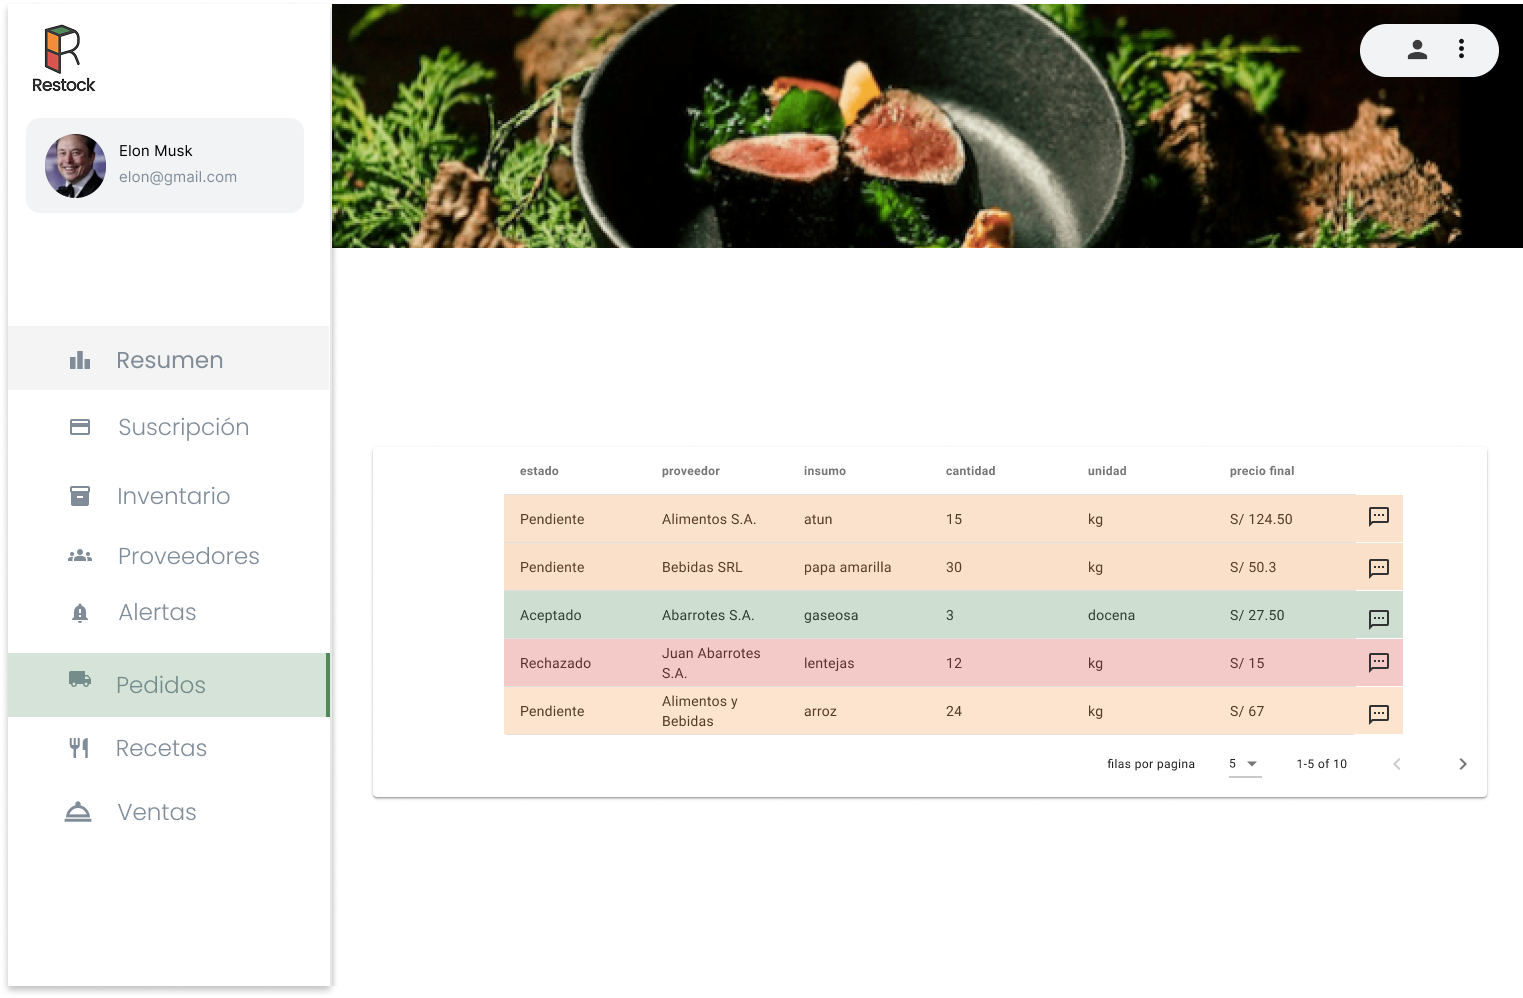 Restock
Elon Musk
elon@gmail.com
Resumen
Suscripción
Inventario
Proveedores
Alertas
Pedidos
Recetas
Ventas
estado proveedor insumo cantidad unidad precio final
Pendiente Alimentos S.A. atun 15 kg S/ 124.50
Pendiente Bebidas SRL papa amarilla 30 kg S/ 50.3
Aceptado Abarrotes S.A. gaseosa 3 docena S/ 27.50
Rechazado Juan Abarrotes S.A. lentejas 12 kg S/ 15
Pendiente Alimentos y Bebidas arroz 24 kg S/ 67
filas por pagina 5 1-5 of 10